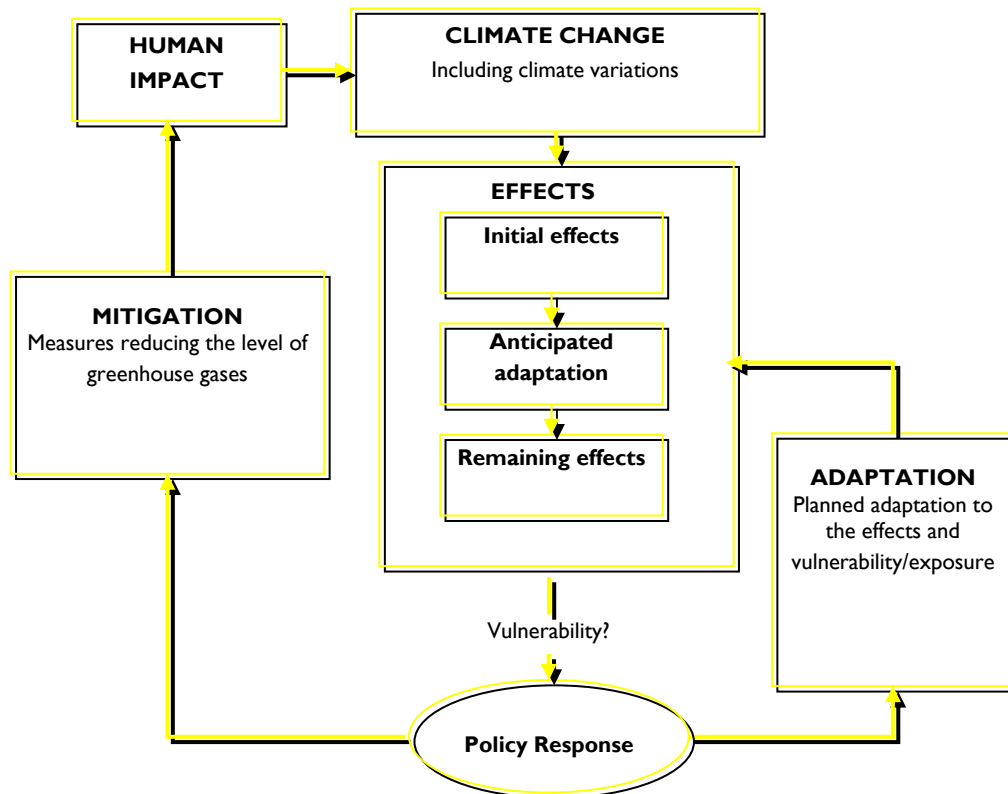 HUMAN
IMPACT
CLIMATE CHANGE
Including climate variations
EFFECTS
Initial effects
Anticipated
adaptation
Remaining effects
MITIGATION
Measures reducing the level of
greenhouse gases
ADAPTATION
Planned adaptation to
the effects and
vulnerability/exposure
Vulnerability?
Policy Response